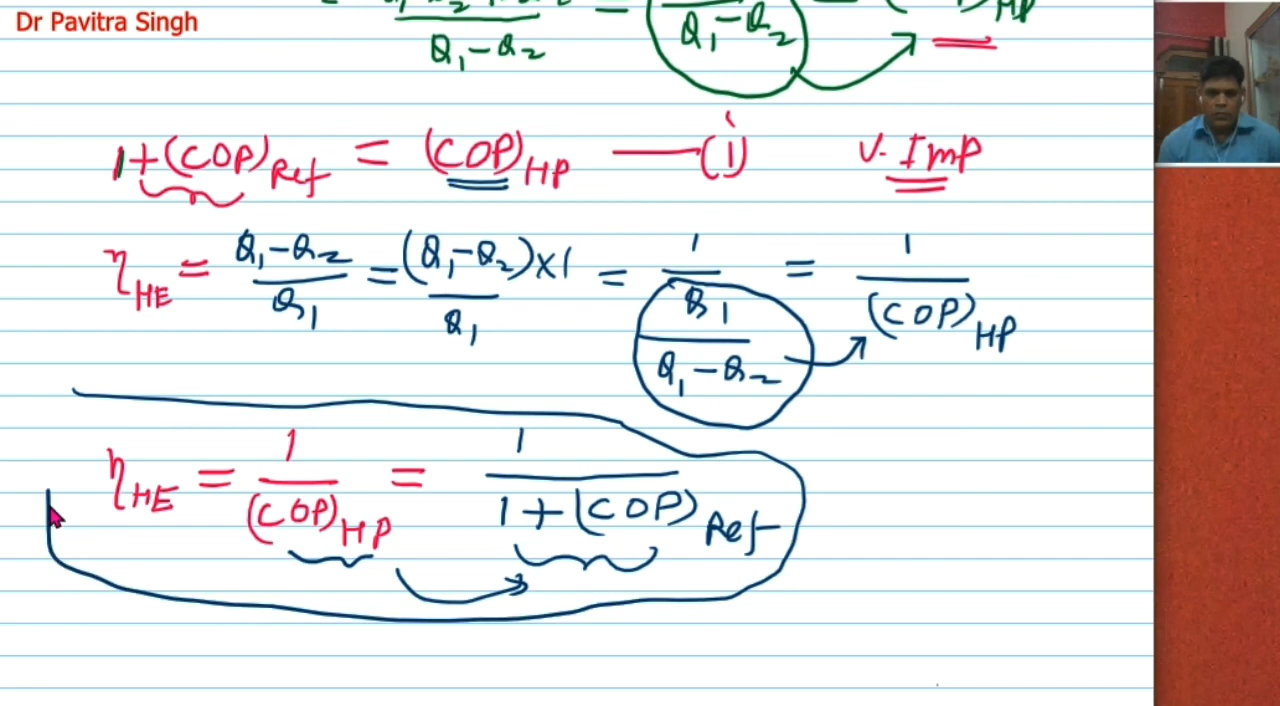 Dr Pavitra Singh
Q₁-Q₂ = Q₁-Q₂ HP
1+(COP)Ref = (COP)HP —(i) V. Imp
ηHE = Q₁-Q₂/Q₁ = (Q₁-Q₂)×1/Q₁ = 1/(Q₁/(Q₁-Q₂)) = 1/(COP)HP
ηHE = 1/(COP)HP = 1/(1+(COP)Ref)